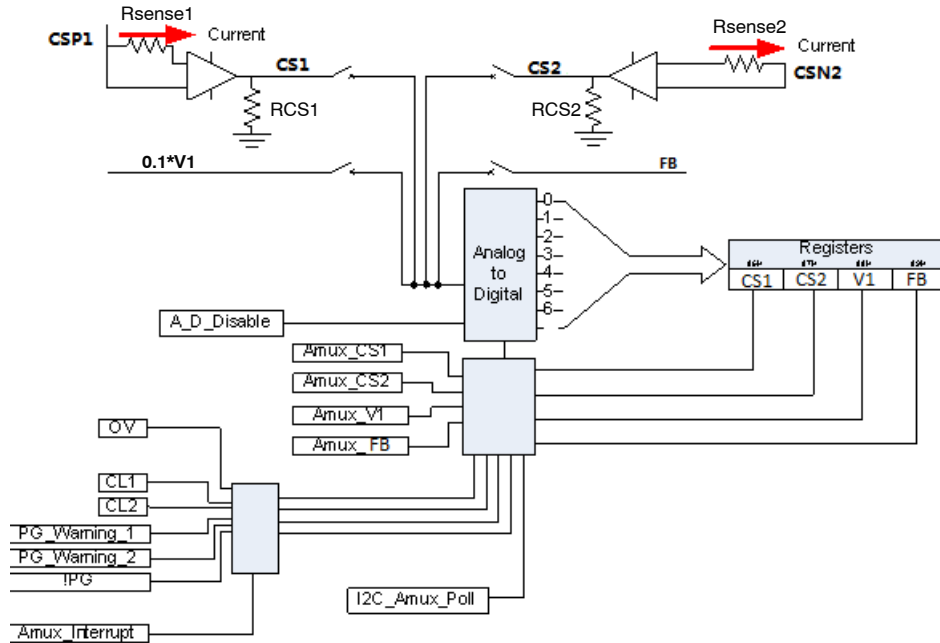 Rsense1
Rsense2
CSP1
Current
Current
CS1
CS2
CSN2
RCS1
RCS2
0.1*V1
FB
Analog to Digital
0
1
2
3
4
5
6
Registers
CS1 CS2 V1 FB
A_D_Disable
Amux_CS1
Amux_CS2
Amux_V1
Amux_FB
OV
CL1
CL2
PG_Warning_1
PG_Warning_2
!PG
I2C_Amux_Poll
Amux_Interrupt